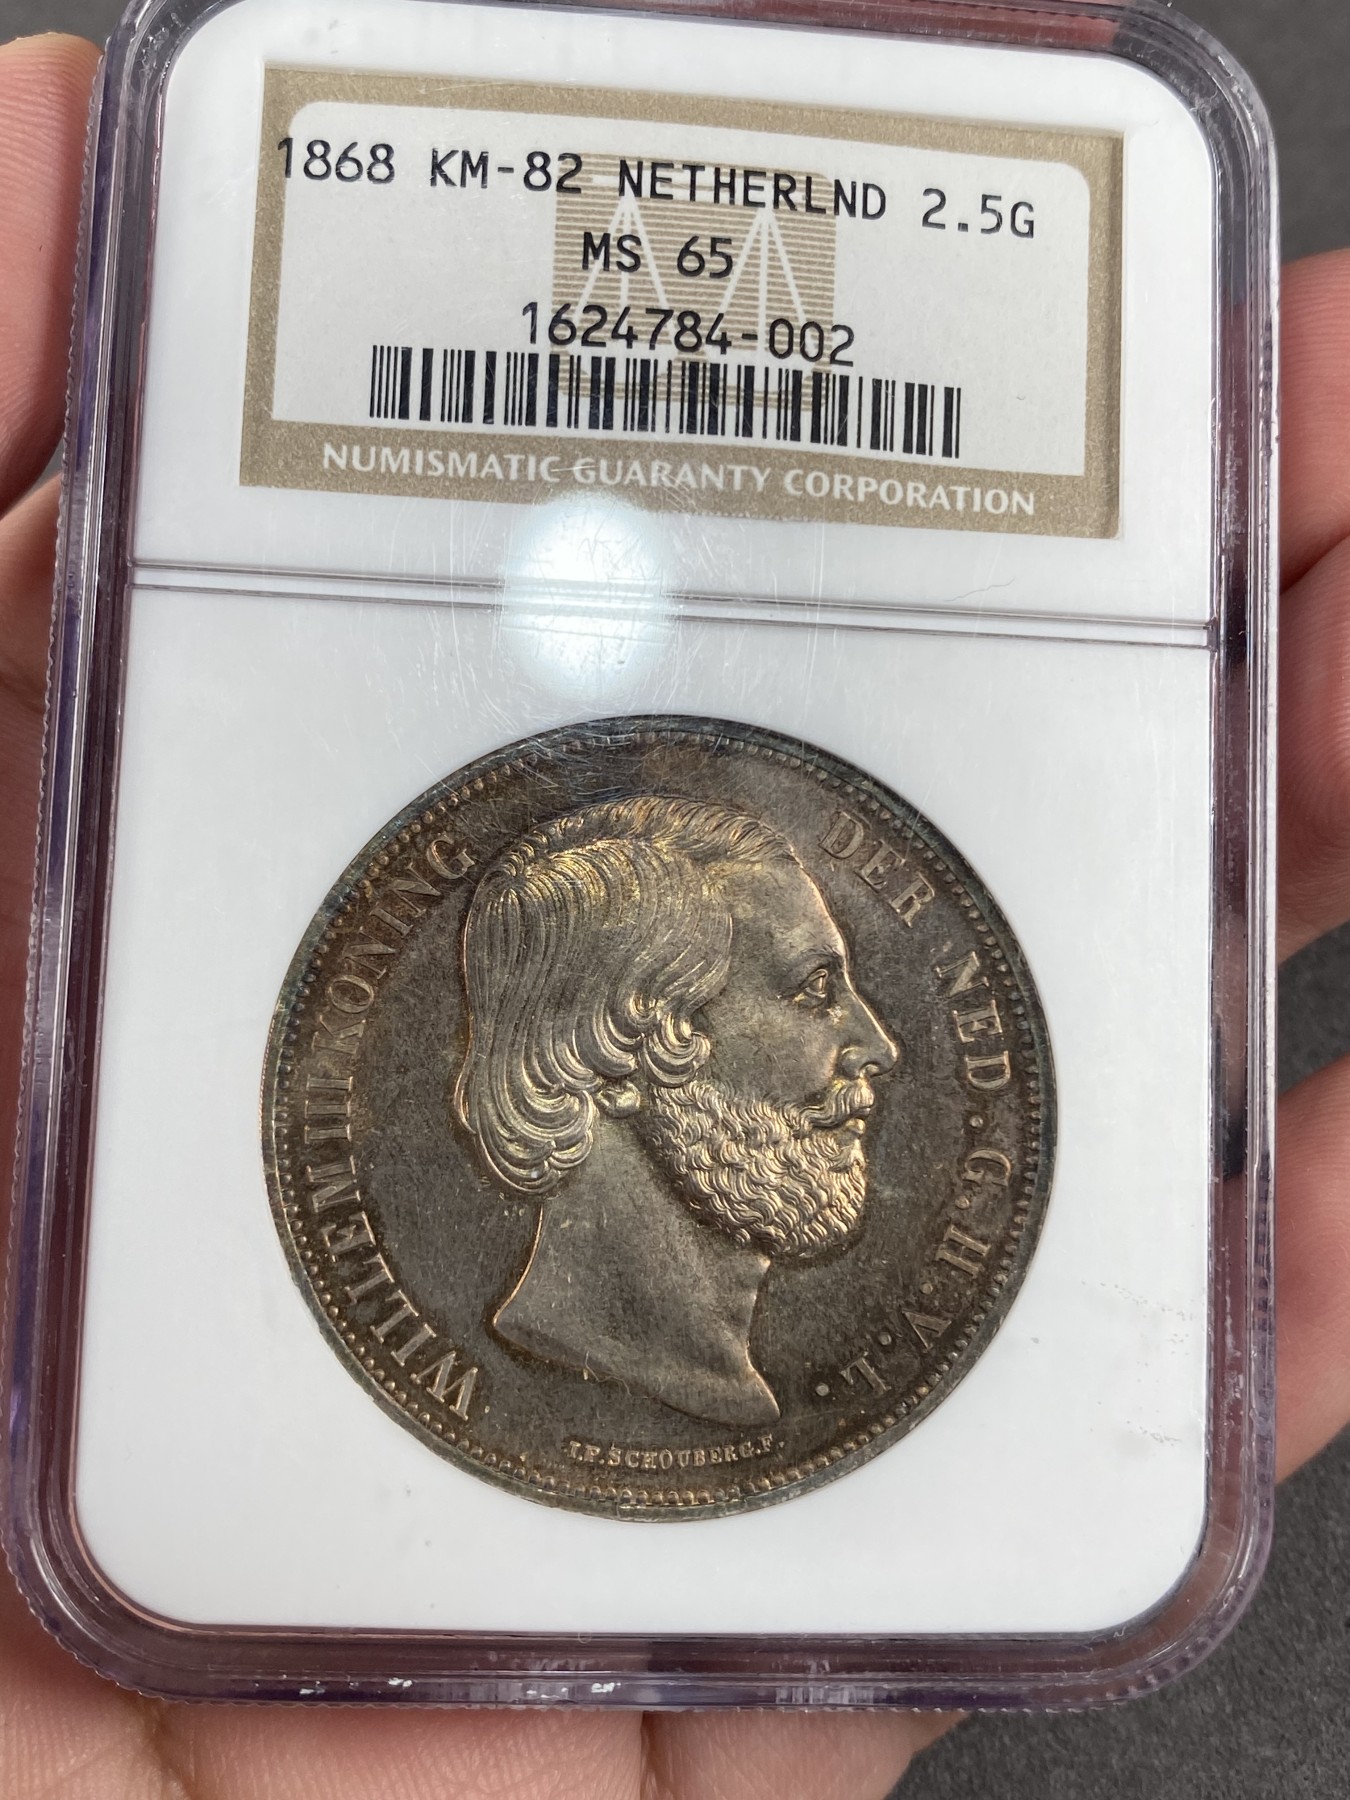 1868 KM-82 NETHERLND 2.5G
MS 65
1624784-002
NUMISMATIC GUARANTY CORPORATION
WILLEM III KONING DER NED. G. H. V. L.
I.P. SCHOUBERG. F.